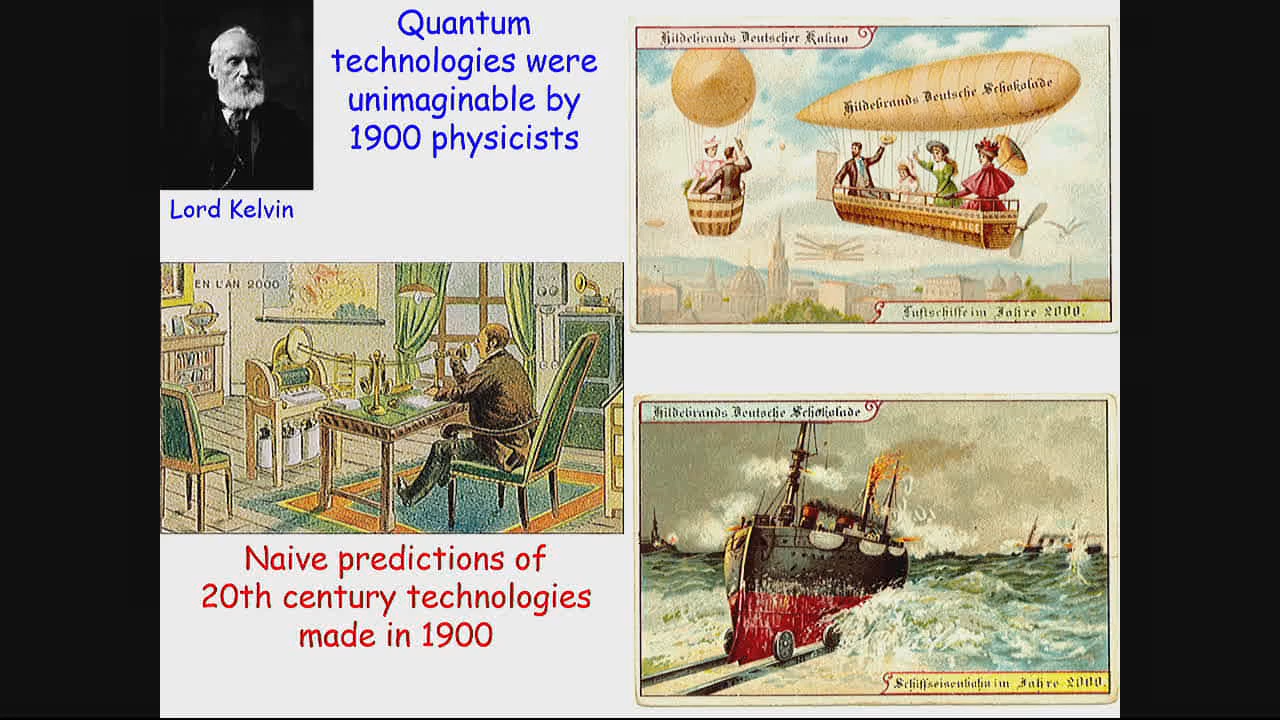 Quantum
technologies were
unimaginable by
1900 physicists
Lord Kelvin
EN L'AN 2000
Naive predictions of
20th century technologies
made in 1900
Hildebrands Deutscher Kakao
Hildebrands Deutsche Schokolade
Luftschiffe im Jahre 2000.
Hildebrands Deutsche Schokolade
Schiffseisenbahn im Jahre 2000.